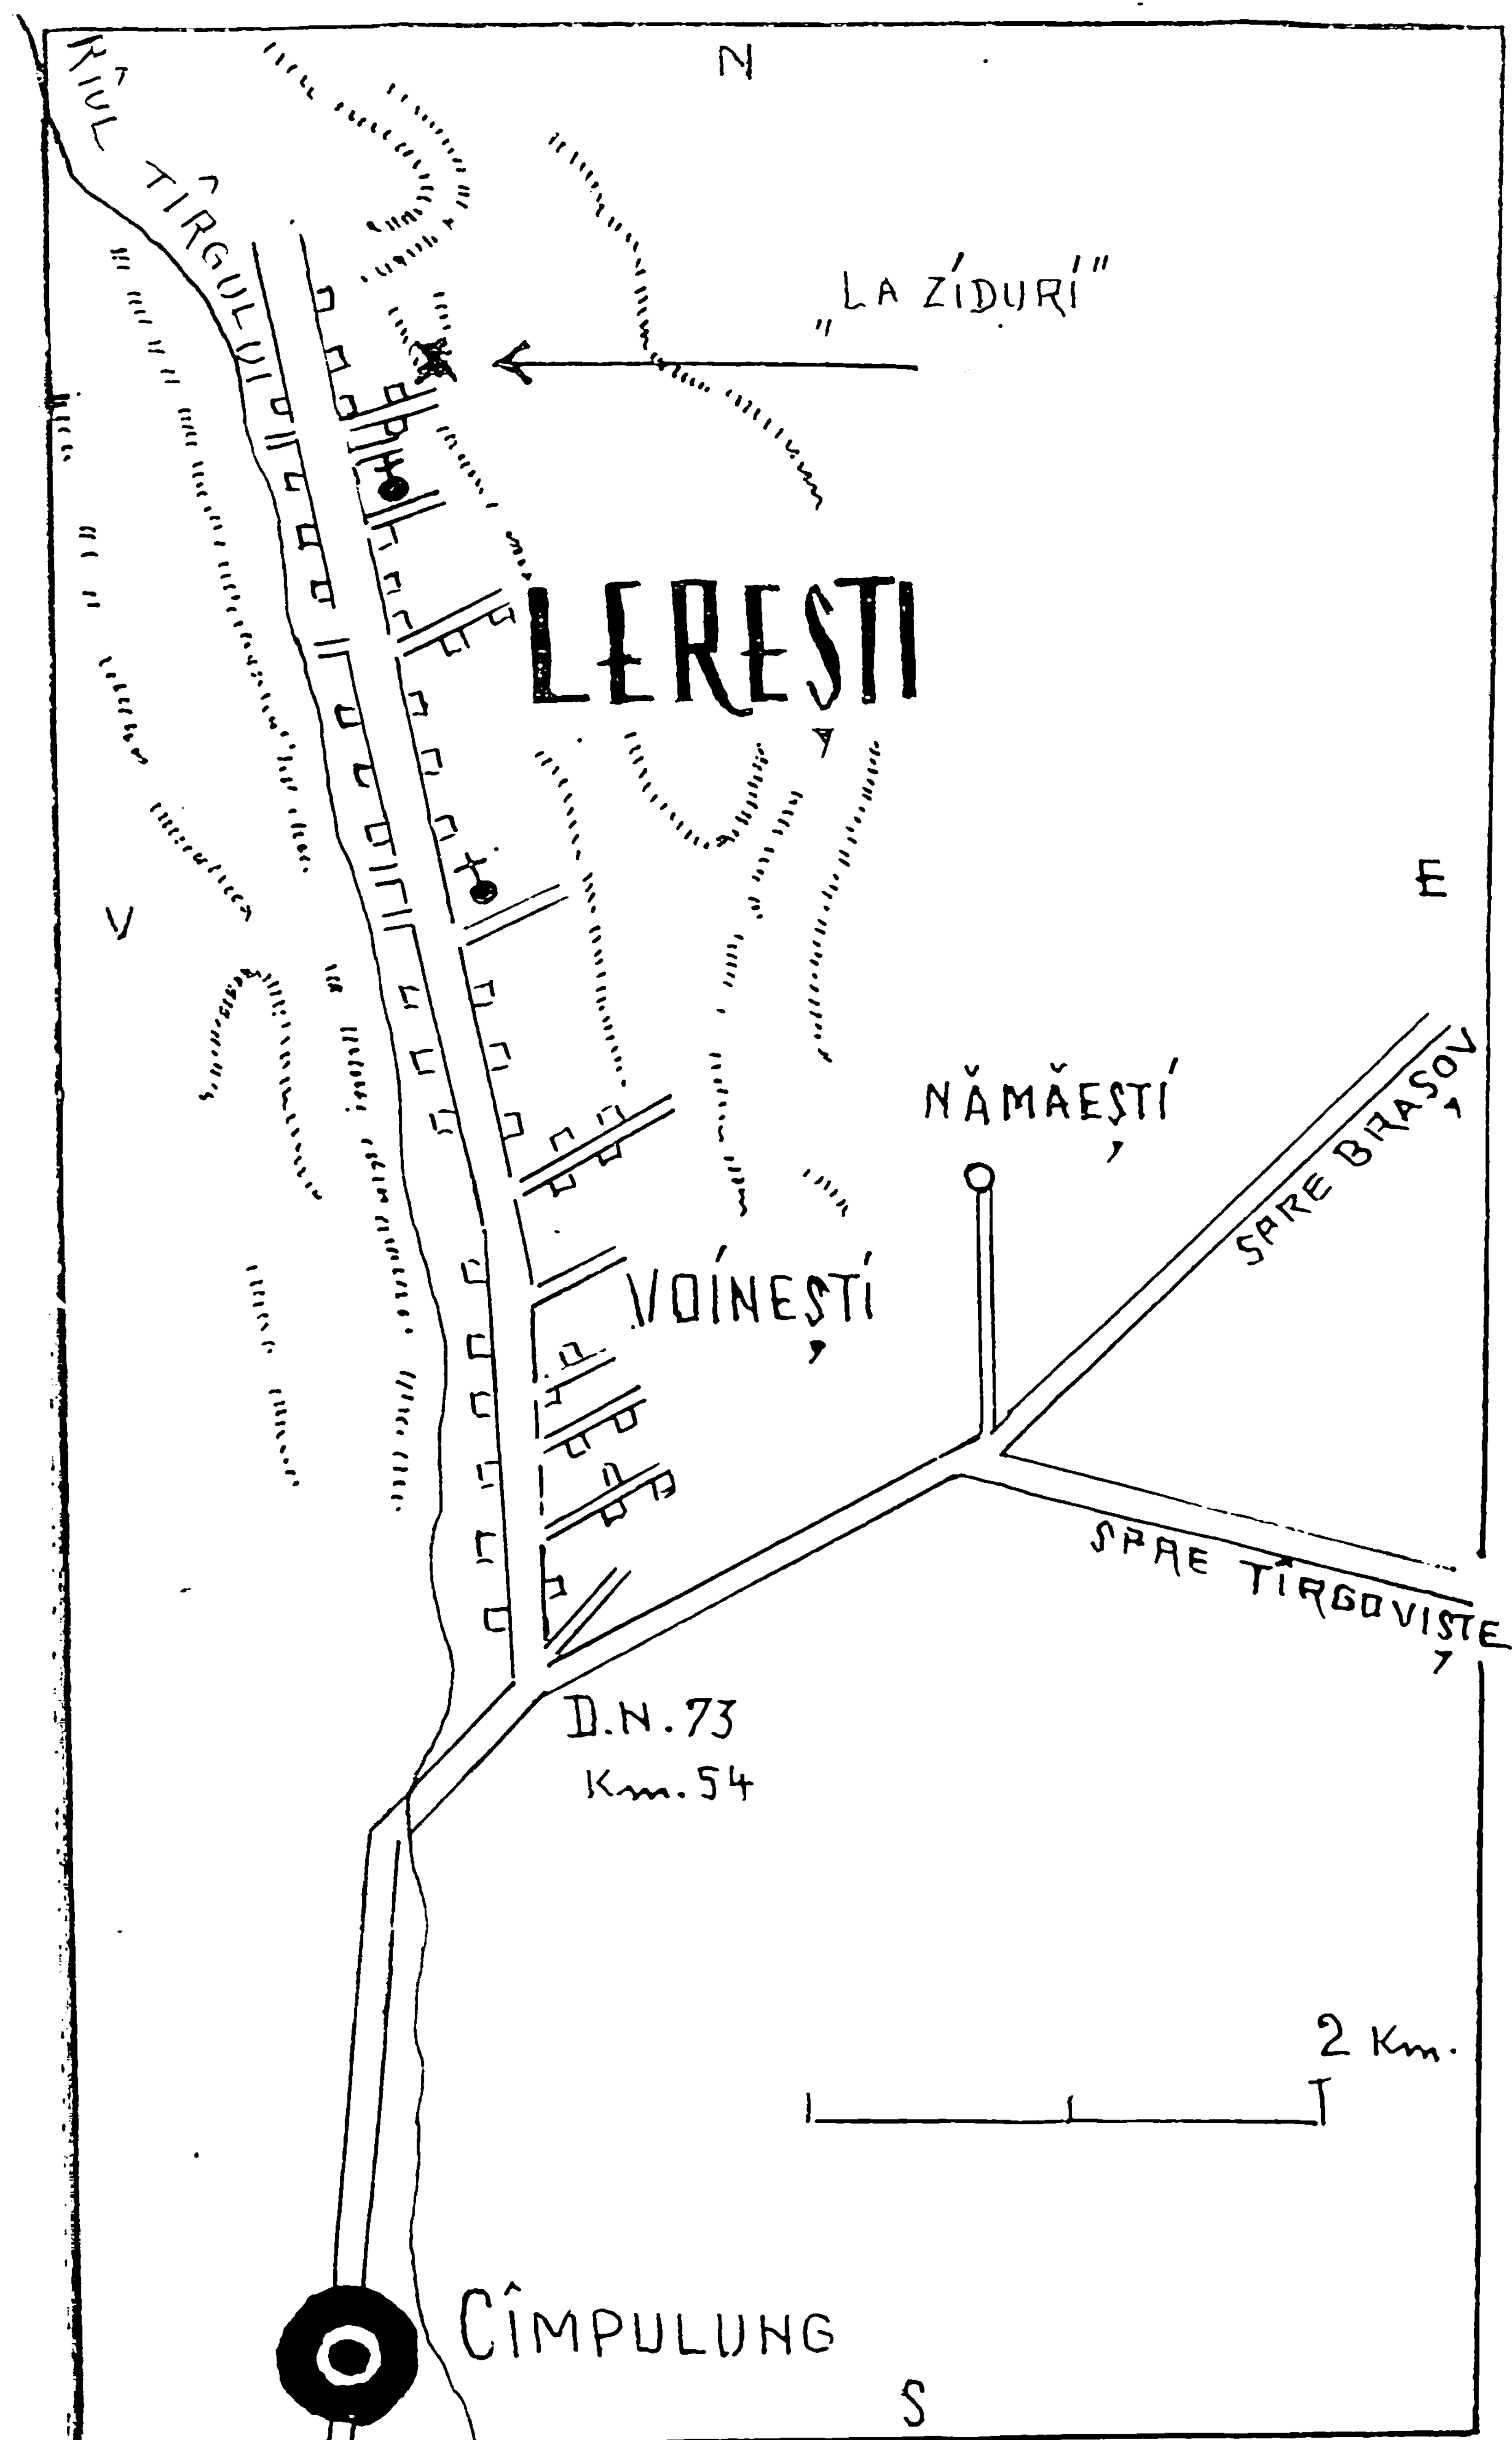 N
RÎUL TÎRGULUI
„LA ZIDURI"
LEREȘTI
E
V
NĂMĂEȘTI
SPRE BRAȘOV
VOINEȘTI
SPRE TÎRGOVIȘTE
D.N. 73
Km. 54
2 Km.
CÎMPULUNG
S